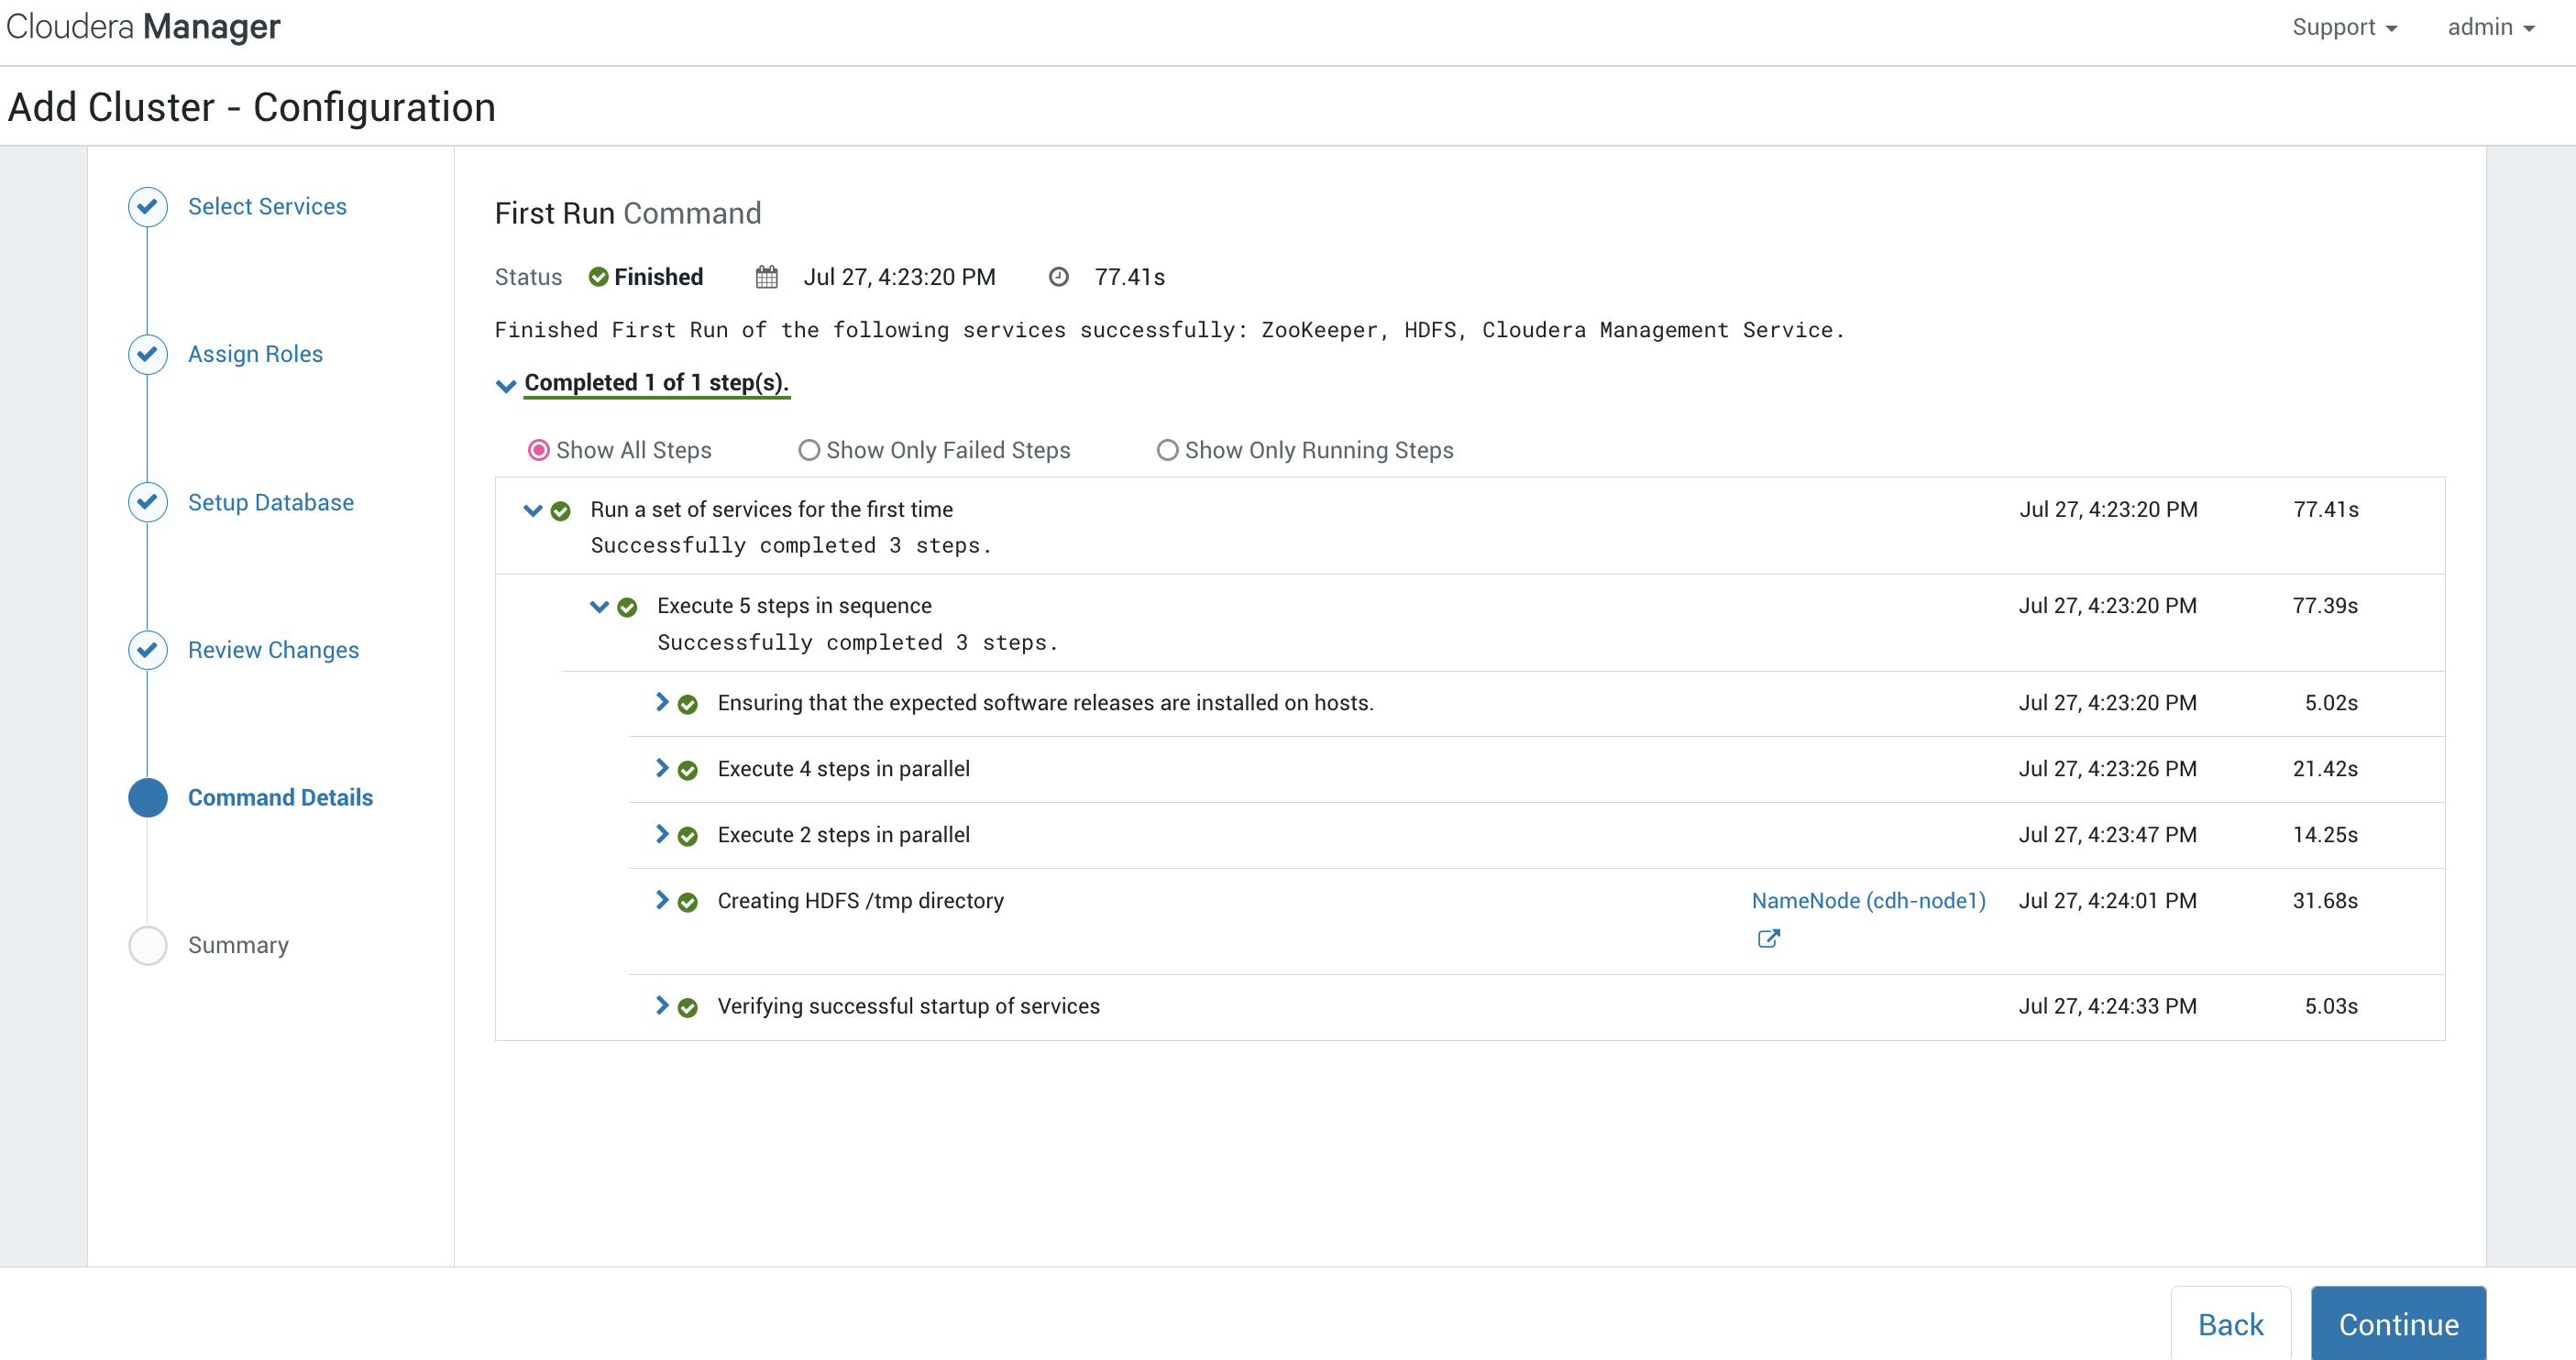 Cloudera Manager
Support
admin
Add Cluster - Configuration
Select Services
Assign Roles
Setup Database
Review Changes
Command Details
Summary
First Run Command
Status Finished Jul 27, 4:23:20 PM 77.41s
Finished First Run of the following services successfully: ZooKeeper, HDFS, Cloudera Management Service.
Completed 1 of 1 step(s).
Show All Steps Show Only Failed Steps Show Only Running Steps
Run a set of services for the first time Jul 27, 4:23:20 PM 77.41s
Successfully completed 3 steps.
Execute 5 steps in sequence Jul 27, 4:23:20 PM 77.39s
Successfully completed 3 steps.
Ensuring that the expected software releases are installed on hosts. Jul 27, 4:23:20 PM 5.02s
Execute 4 steps in parallel Jul 27, 4:23:26 PM 21.42s
Execute 2 steps in parallel Jul 27, 4:23:47 PM 14.25s
Creating HDFS /tmp directory NameNode (cdh-node1) Jul 27, 4:24:01 PM 31.68s
Verifying successful startup of services Jul 27, 4:24:33 PM 5.03s
Back
Continue